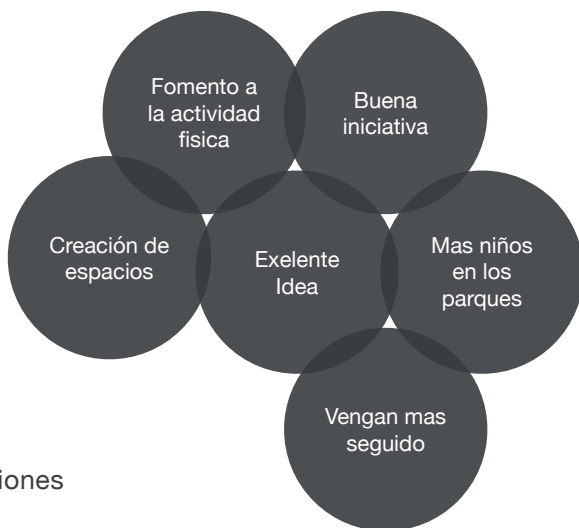 Fomento a
la actividad
fisica
Buena
iniciativa
Creación de
espacios
Exelente
Idea
Mas niños
en los
parques
Vengan mas
seguido
iones